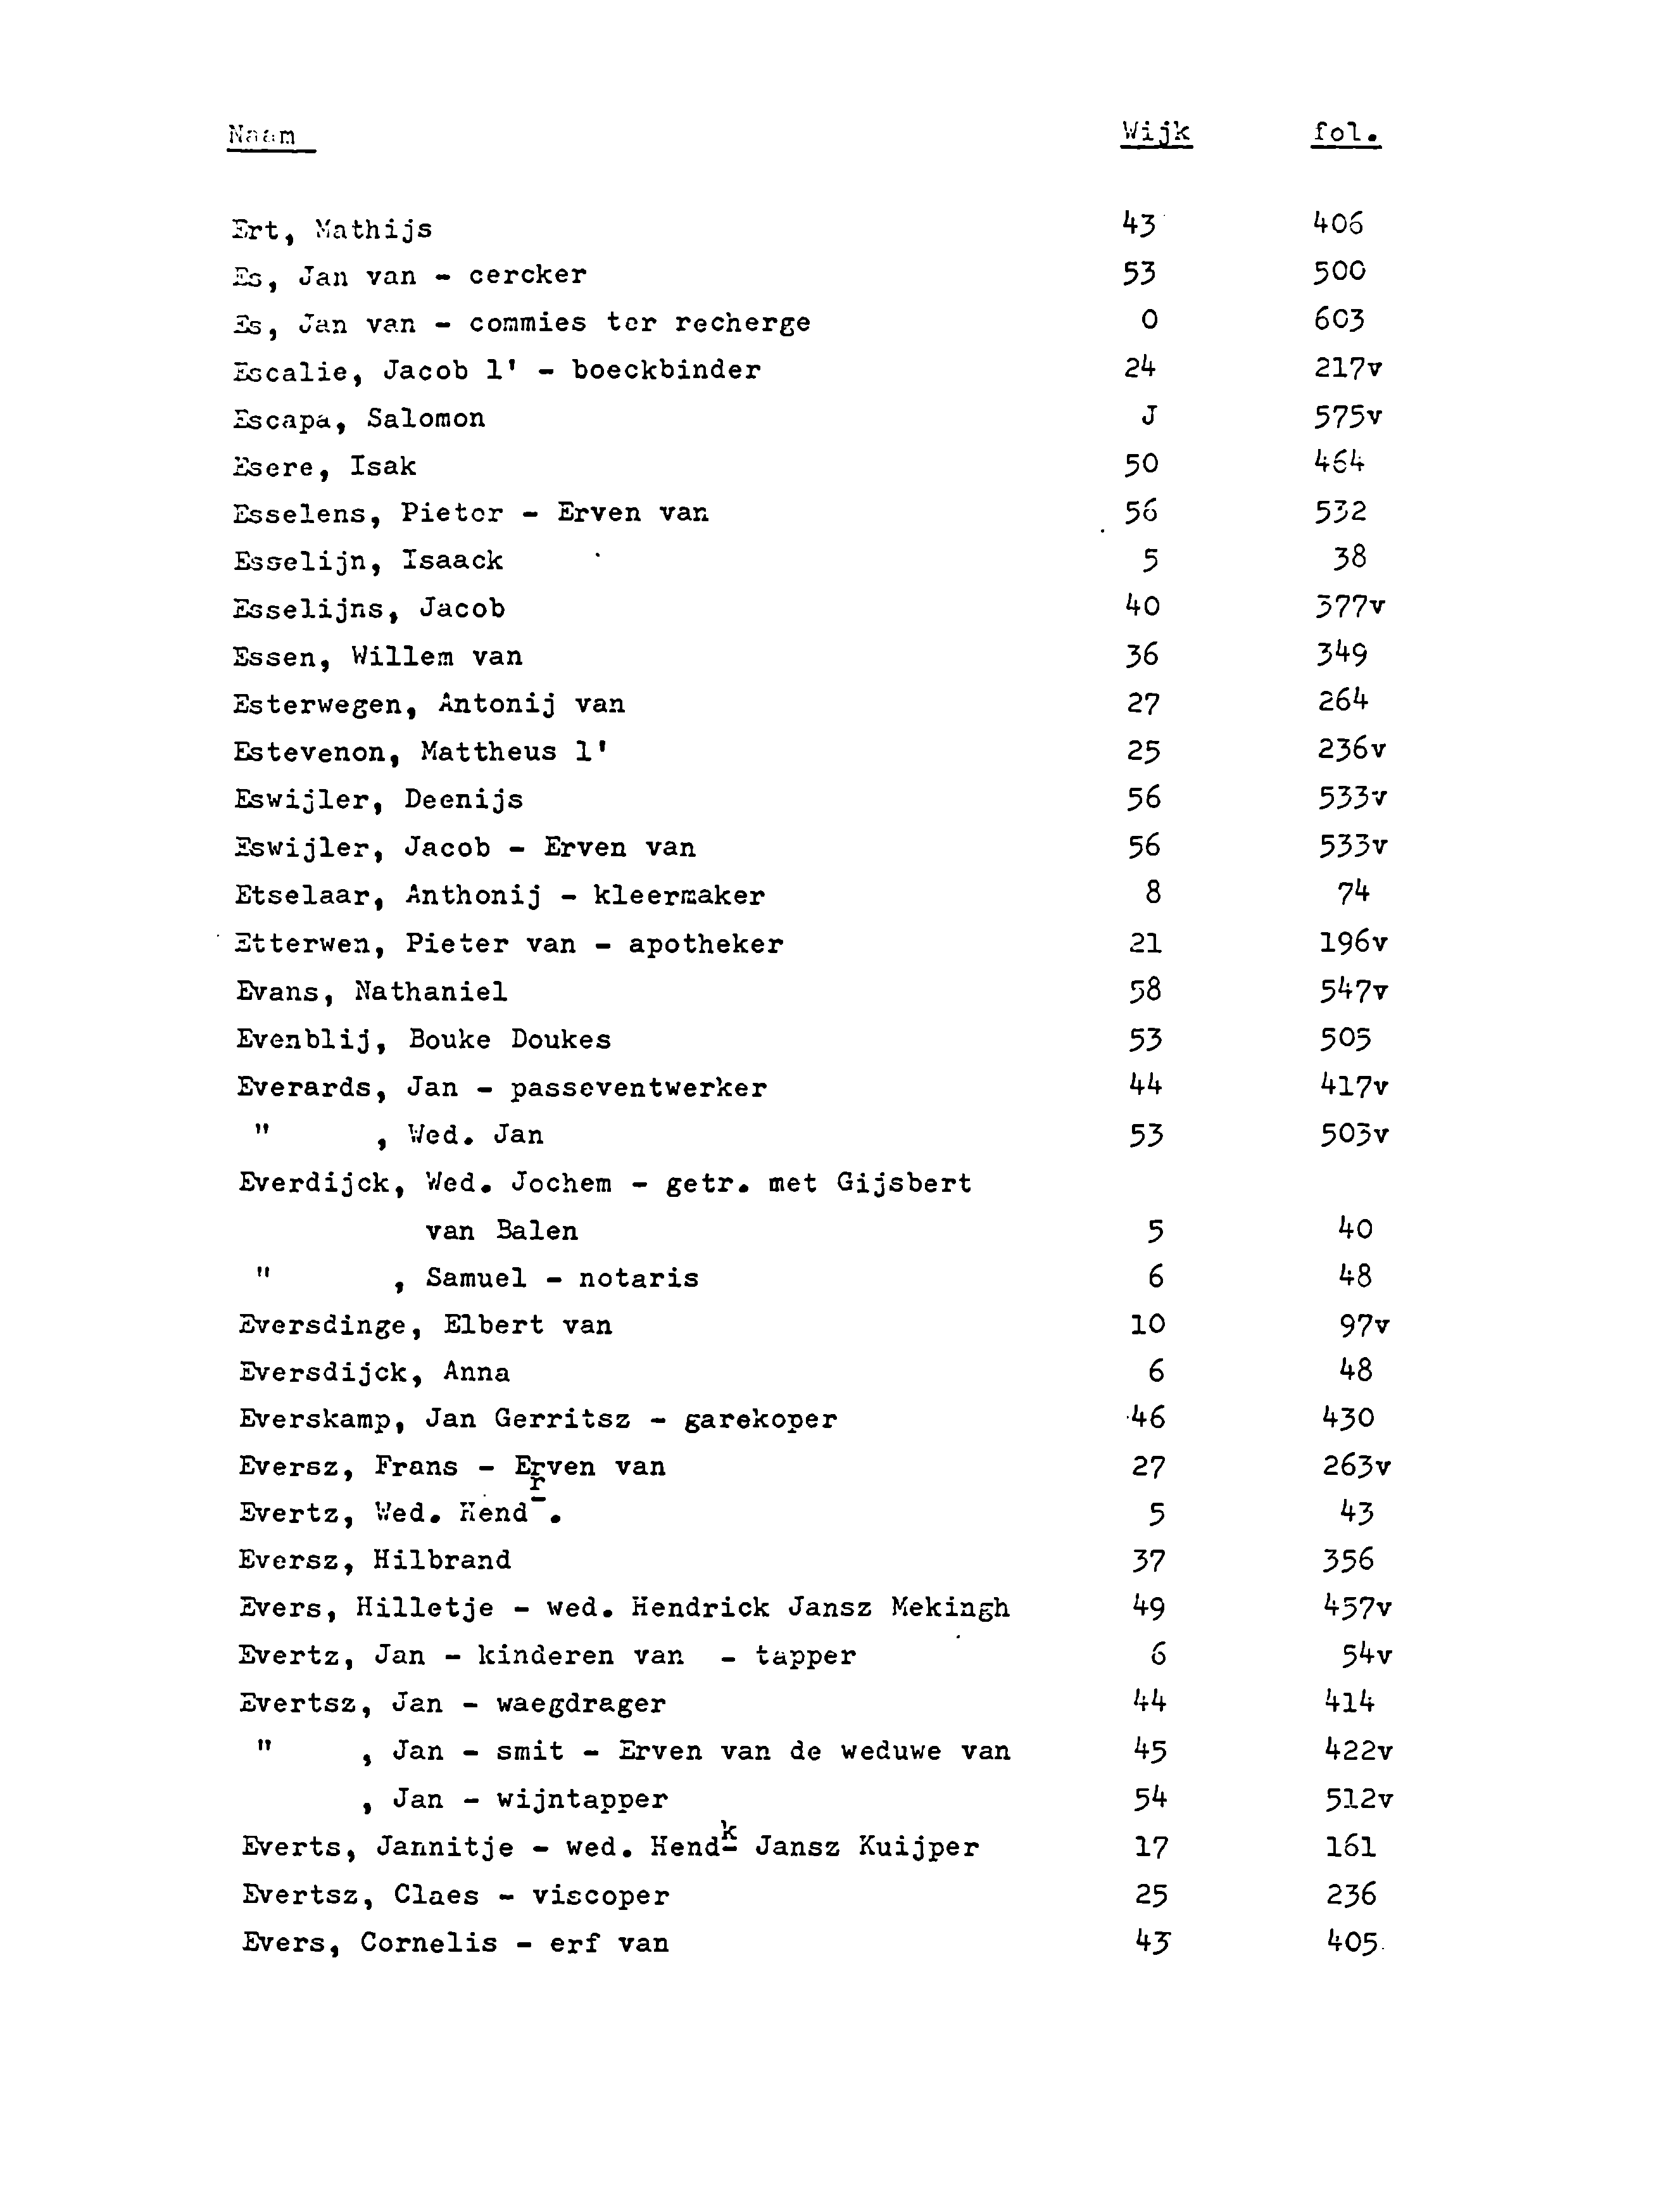 Naam Wijk fol.
Ert, Mathijs 43 406
Es, Jan van - cercker 53 500
Es, Jan van - commies ter recherge O 603
Escalie, Jacob l' - boeckbinder 24 217v
Escapa, Salomon J 575v
Esere, Isak 50 464
Esselens, Pieter - Erven van 56 532
Esselijn, Isaack 5 38
Esselijns, Jacob 40 377v
Essen, Willem van 36 349
Esterwegen, Antonij van 27 264
Estevenon, Mattheus l' 25 236v
Eswijler, Deenijs 56 533v
Eswijler, Jacob - Erven van 56 533v
Etselaar, Anthonij - kleermaker 8 74
Etterwen, Pieter van - apotheker 21 196v
Evans, Nathaniel 58 547v
Evenblij, Bouke Doukes 53 505
Everards, Jan - passeventwerker 44 417v
" , Wed. Jan 53 503v
Everdijck, Wed. Jochem - getr. met Gijsbert
van Balen 5 40
" , Samuel - notaris 6 48
Eversdinge, Elbert van 10 97v
Eversdijck, Anna 6 48
Everskamp, Jan Gerritsz - garekoper 46 430
Eversz, Frans - Erven van 27 263v
Evertz, Wed. Hendr. 5 43
Eversz, Hilbrand 37 356
Evers, Hilletje - wed. Hendrick Jansz Mekingh 49 457v
Evertz, Jan - kinderen van - tapper 6 54v
Evertsz, Jan - waegdrager 44 414
" , Jan - smit - Erven van de weduwe van 45 422v
, Jan - wijntapper 54 512v
Everts, Jannitje - wed. Hendk Jansz Kuijper 17 161
Evertsz, Claes - viscoper 25 236
Evers, Cornelis - erf van 43 405